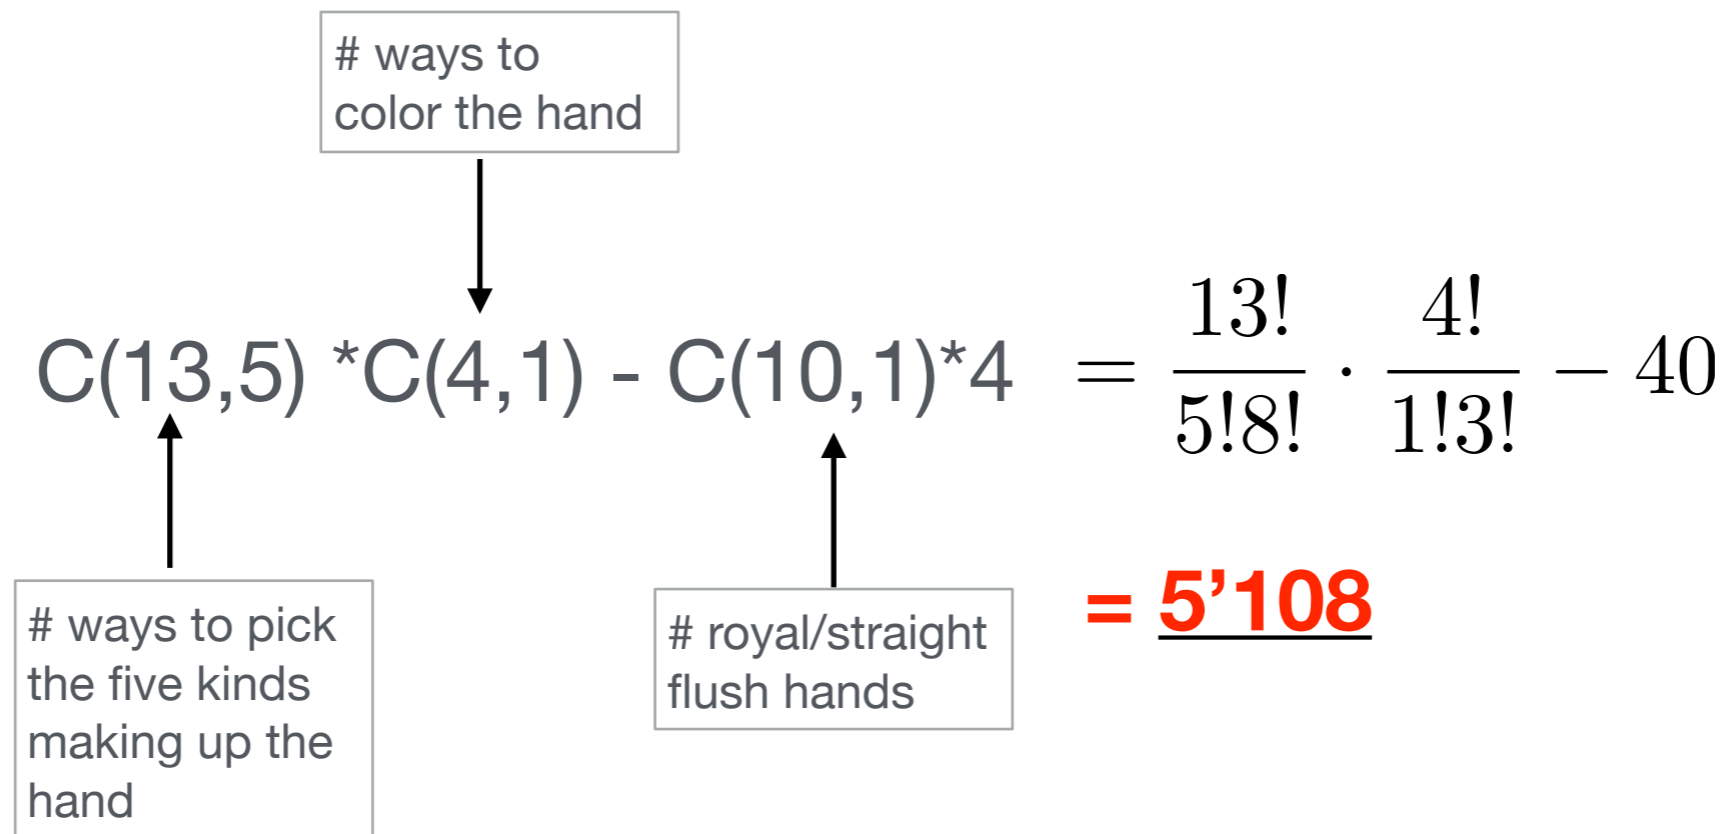 # ways to
color the hand
C(13,5) *C(4,1) - C(10,1)*4 = 13!/5!8! · 4!/1!3! − 40
= 5’108
# ways to pick
the five kinds
making up the
hand
# royal/straight
flush hands